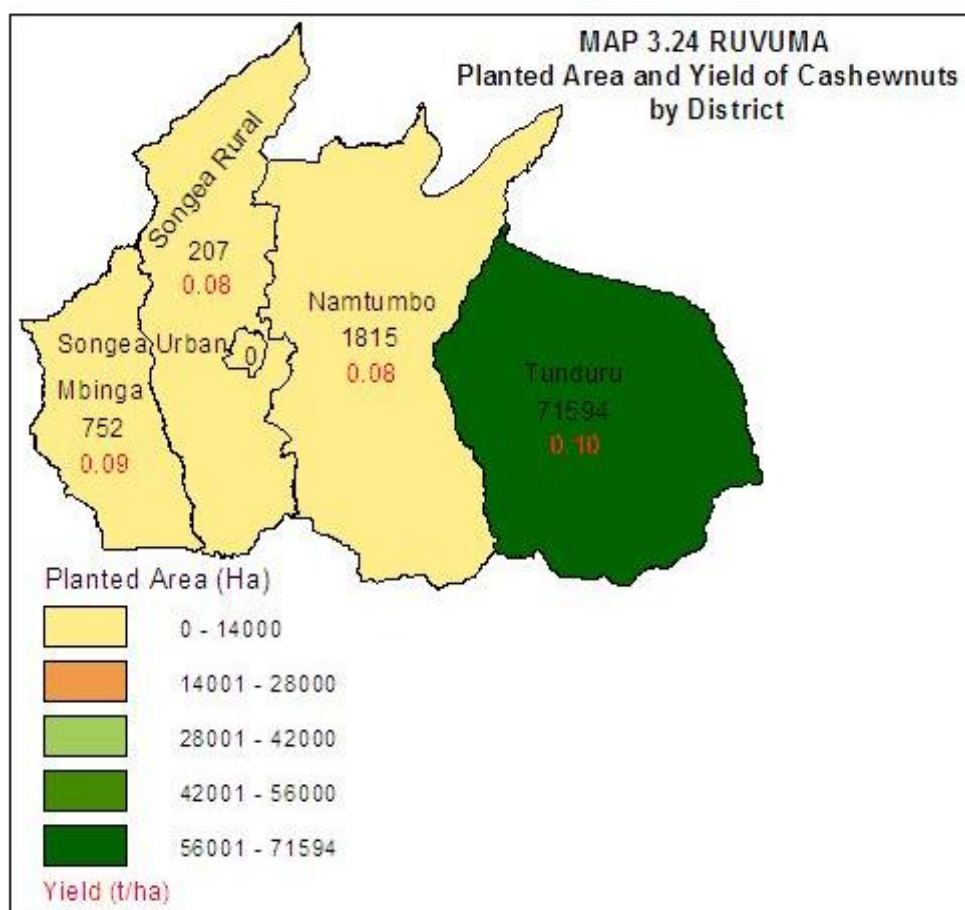 MAP 3.24 RUVUMA
Planted Area and Yield of Cashewnuts
by District
Songea Rural
207
0.08
Songea Urban
0
Mbinga
752
0.09
Namtumbo
1815
0.08
Tunduru
71594
0.10
Planted Area (Ha)
0 - 14000
14001 - 28000
28001 - 42000
42001 - 56000
56001 - 71594
Yield (t/ha)